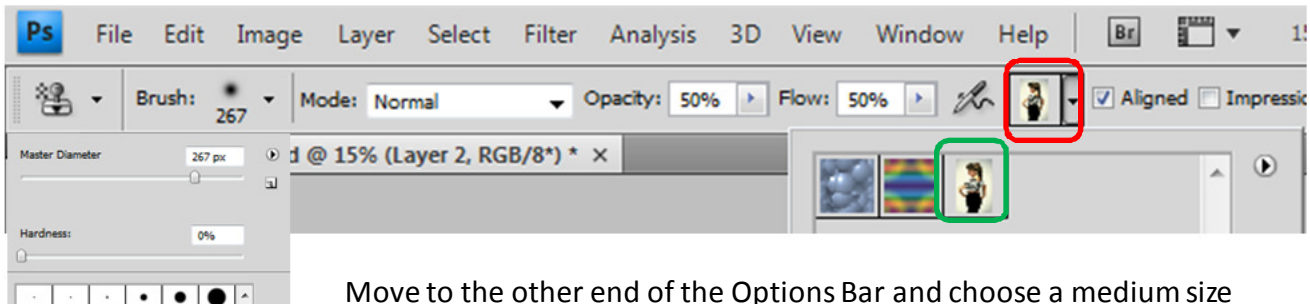 Ps File Edit Image Layer Select Filter Analysis 3D View Window Help Br
Brush: 267 Mode: Normal Opacity: 50% Flow: 50% Aligned
Master Diameter 267 px
@ 15% (Layer 2, RGB/8*) * ×
Hardness: 0%
Move to the other end of the Options Bar and choose a medium size